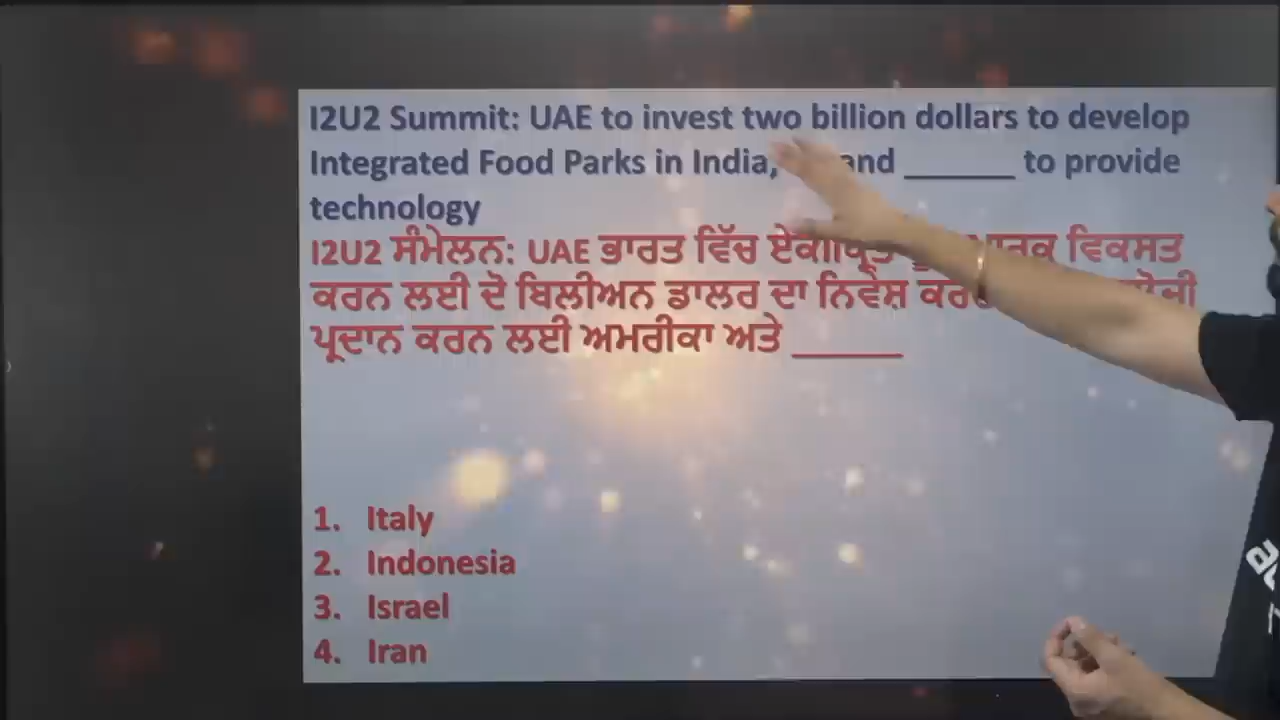 I2U2 Summit: UAE to invest two billion dollars to develop
Integrated Food Parks in India, and ______ to provide
technology
I2U2 ਸੰਮੇਲਨ: UAE ਭਾਰਤ ਵਿੱਚ ਵਿਕਸਤ
ਕਰਨ ਲਈ ਦੋ ਬਿਲੀਅਨ ਡਾਲਰ ਦਾ ਨਿਵੇਸ਼
ਪ੍ਰਦਾਨ ਕਰਨ ਲਈ ਅਮਰੀਕਾ ਅਤੇ ______
1. Italy
2. Indonesia
3. Israel
4. Iran